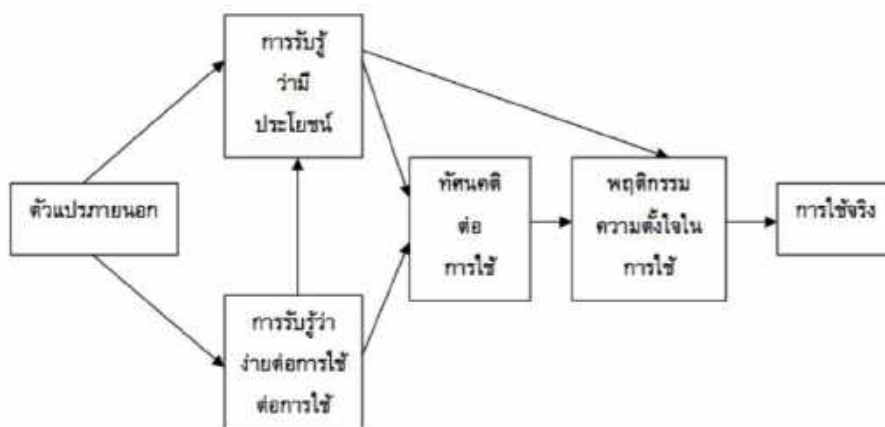 การรับรู้
ว่ามี
ประโยชน์
ตัวแปรภายนอก
การรับรู้ว่า
ง่ายต่อการใช้
ต่อการใช้
ทัศนคติ
ต่อ
การใช้
พฤติกรรม
ความตั้งใจใน
การใช้
การใช้จริง